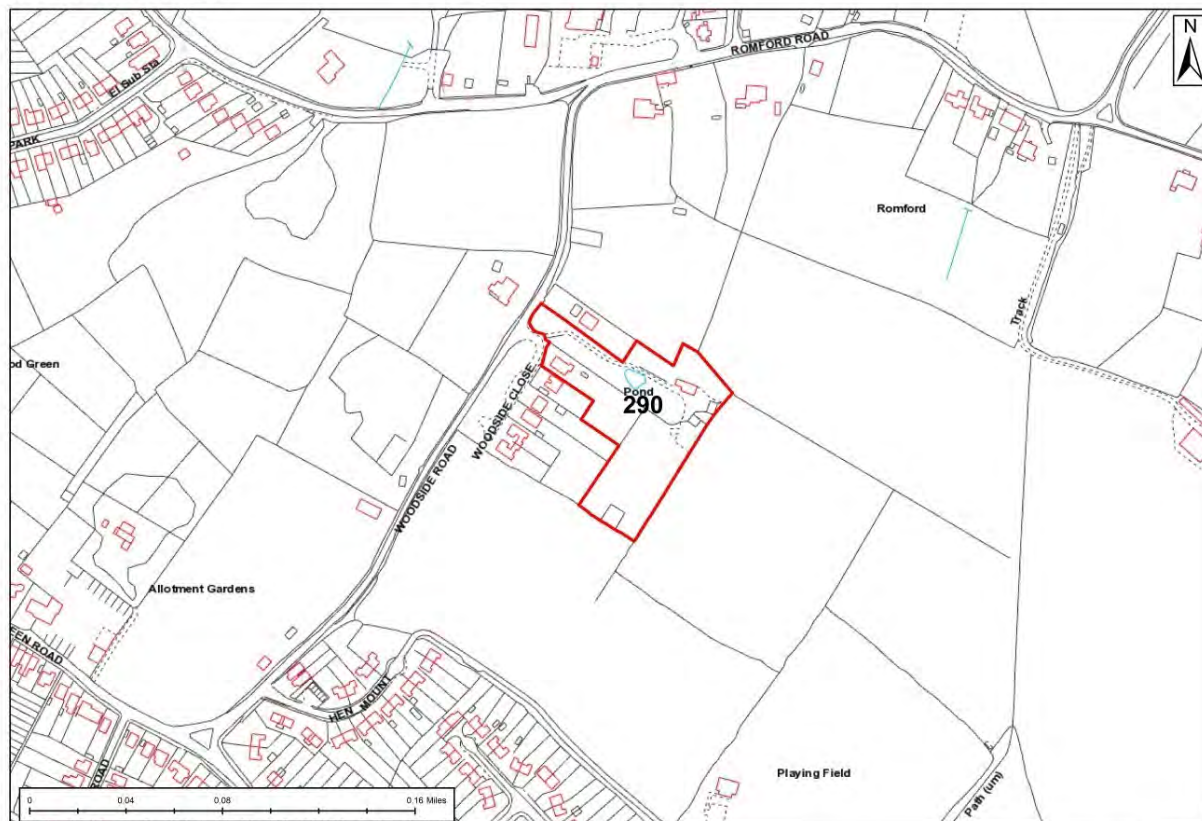 N
ROMFORD ROAD
El Sub Sta
PARK
Romford
Track
od Green
WOODSIDE CLOSE
Pond
290
WOODSIDE ROAD
Allotment Gardens
EEN ROAD
HEN MOUNT
ROAD
Playing Field
Path (um)
0 0.04 0.08 0.16 Miles